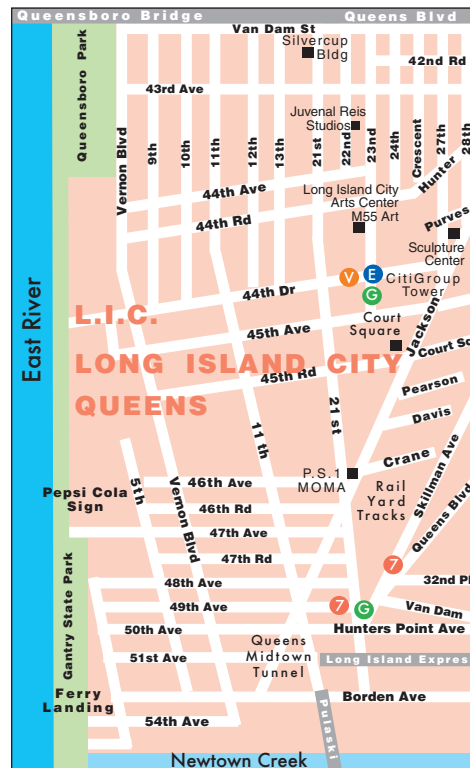 Queensboro Bridge
Queens Blvd
Van Dam St
Silvercup
Bldg
42nd Rd
Queensboro Park
43rd Ave
Juvenal Reis
Studios
Vernon Blvd
9th
10th
11th
12th
13th
21st
22nd
23nd
24th
Crescent
27th
28th
44th Ave
Hunter
Long Island City
Arts Center
M55 Art
44th Rd
Purves
Sculpture
Center
V
E
G
CitiGroup
Tower
44th Dr
East River
L.I.C.
LONG ISLAND CITY
QUEENS
Court
Square
Jackson
45th Ave
Court Sq
45th Rd
Pearson
21 st
Davis
11 th
Crane
P.S.1
MOMA
Rail
Yard
Tracks
Skillman Ave
Queens Blvd
5th
Vernon Blvd
46th Ave
Pepsi Cola
Sign
46th Rd
47th Ave
47th Rd
7
48th Ave
32nd Pl
49th Ave
7
G
Van Dam
Gantry State Park
50th Ave
Hunters Point Ave
51st Ave
Queens
Midtown
Tunnel
Long Island Expres
Ferry
Landing
Borden Ave
54th Ave
Pulaski
Newtown Creek